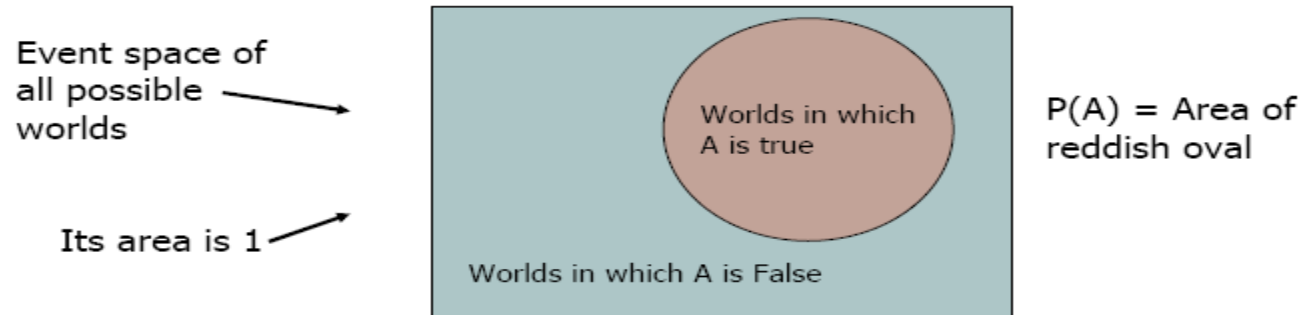 Event space of
all possible
worlds
Its area is 1
Worlds in which
A is true
Worlds in which A is False
P(A) = Area of
reddish oval